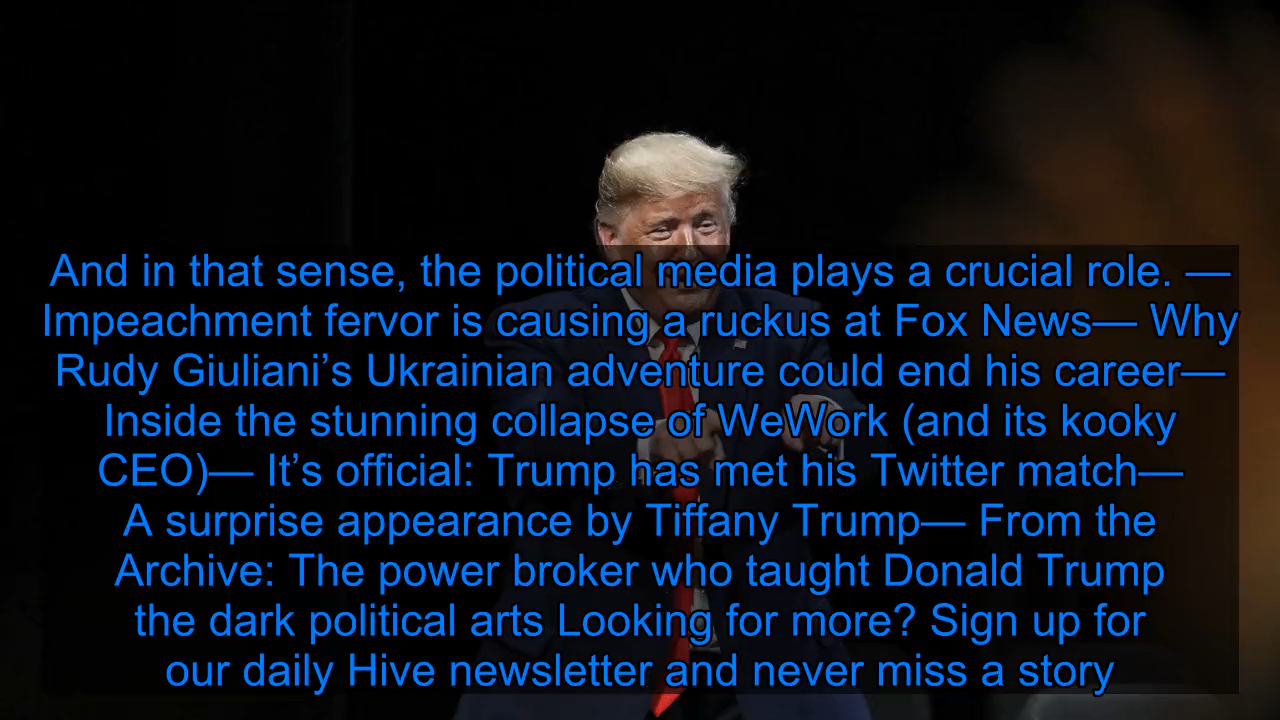 And in that sense, the political media plays a crucial role. —
Impeachment fervor is causing a ruckus at Fox News— Why
Rudy Giuliani’s Ukrainian adventure could end his career—
Inside the stunning collapse of WeWork (and its kooky
CEO)— It’s official: Trump has met his Twitter match—
A surprise appearance by Tiffany Trump— From the
Archive: The power broker who taught Donald Trump
the dark political arts Looking for more? Sign up for
our daily Hive newsletter and never miss a story